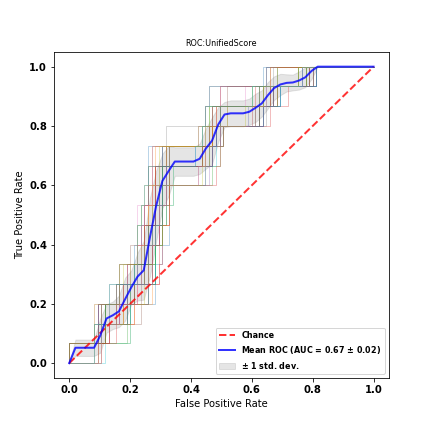 ROC:UnifiedScore
True Positive Rate
1.0
0.8
0.6
0.4
0.2
0.0
Chance
Mean ROC (AUC = 0.67 ± 0.02)
± 1 std. dev.
0.0 0.2 0.4 0.6 0.8 1.0
False Positive Rate